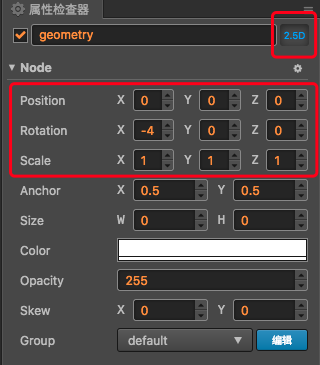 属性检查器
geometry 2.5D
Node
Position X 0 Y 0 Z 0
Rotation X -4 Y 0 Z 0
Scale X 1 Y 1 Z 1
Anchor X 0.5 Y 0.5
Size W 0 H 0
Color
Opacity 255
Skew X 0 Y 0
Group default 编辑